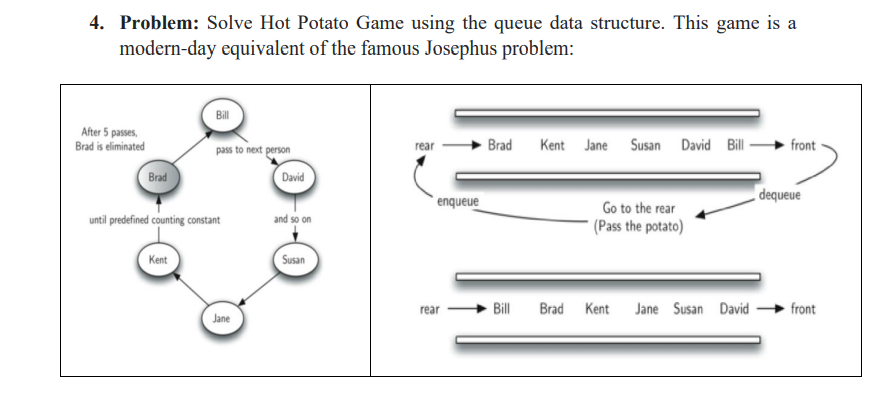 4. Problem: Solve Hot Potato Game using the queue data structure. This game is a
modern-day equivalent of the famous Josephus problem:
Bill
After 5 passes,
Brad is eliminated
pass to next person
Brad
David
until predefined counting constant
and so on
Kent
Susan
Jane
rear Brad Kent Jane Susan David Bill front
enqueue
dequeue
Go to the rear
(Pass the potato)
rear Bill Brad Kent Jane Susan David front